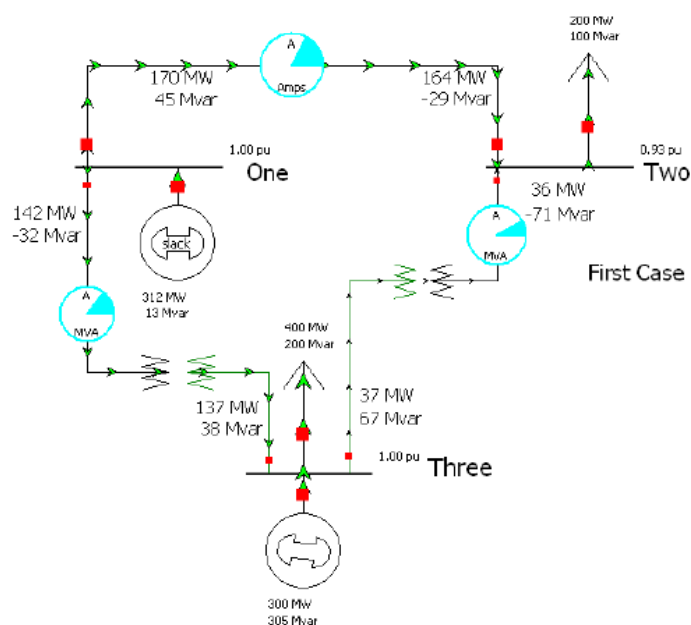 200 MW
100 Mvar
A
Amps
170 MW
45 Mvar
164 MW
-29 Mvar
1.00 pu
One
0.93 pu
Two
36 MW
-71 Mvar
142 MW
-32 Mvar
slack
A
MVA
First Case
312 MW
13 Mvar
A
MVA
400 MW
200 Mvar
137 MW
38 Mvar
37 MW
67 Mvar
1.00 pu
Three
300 MW
305 Mvar